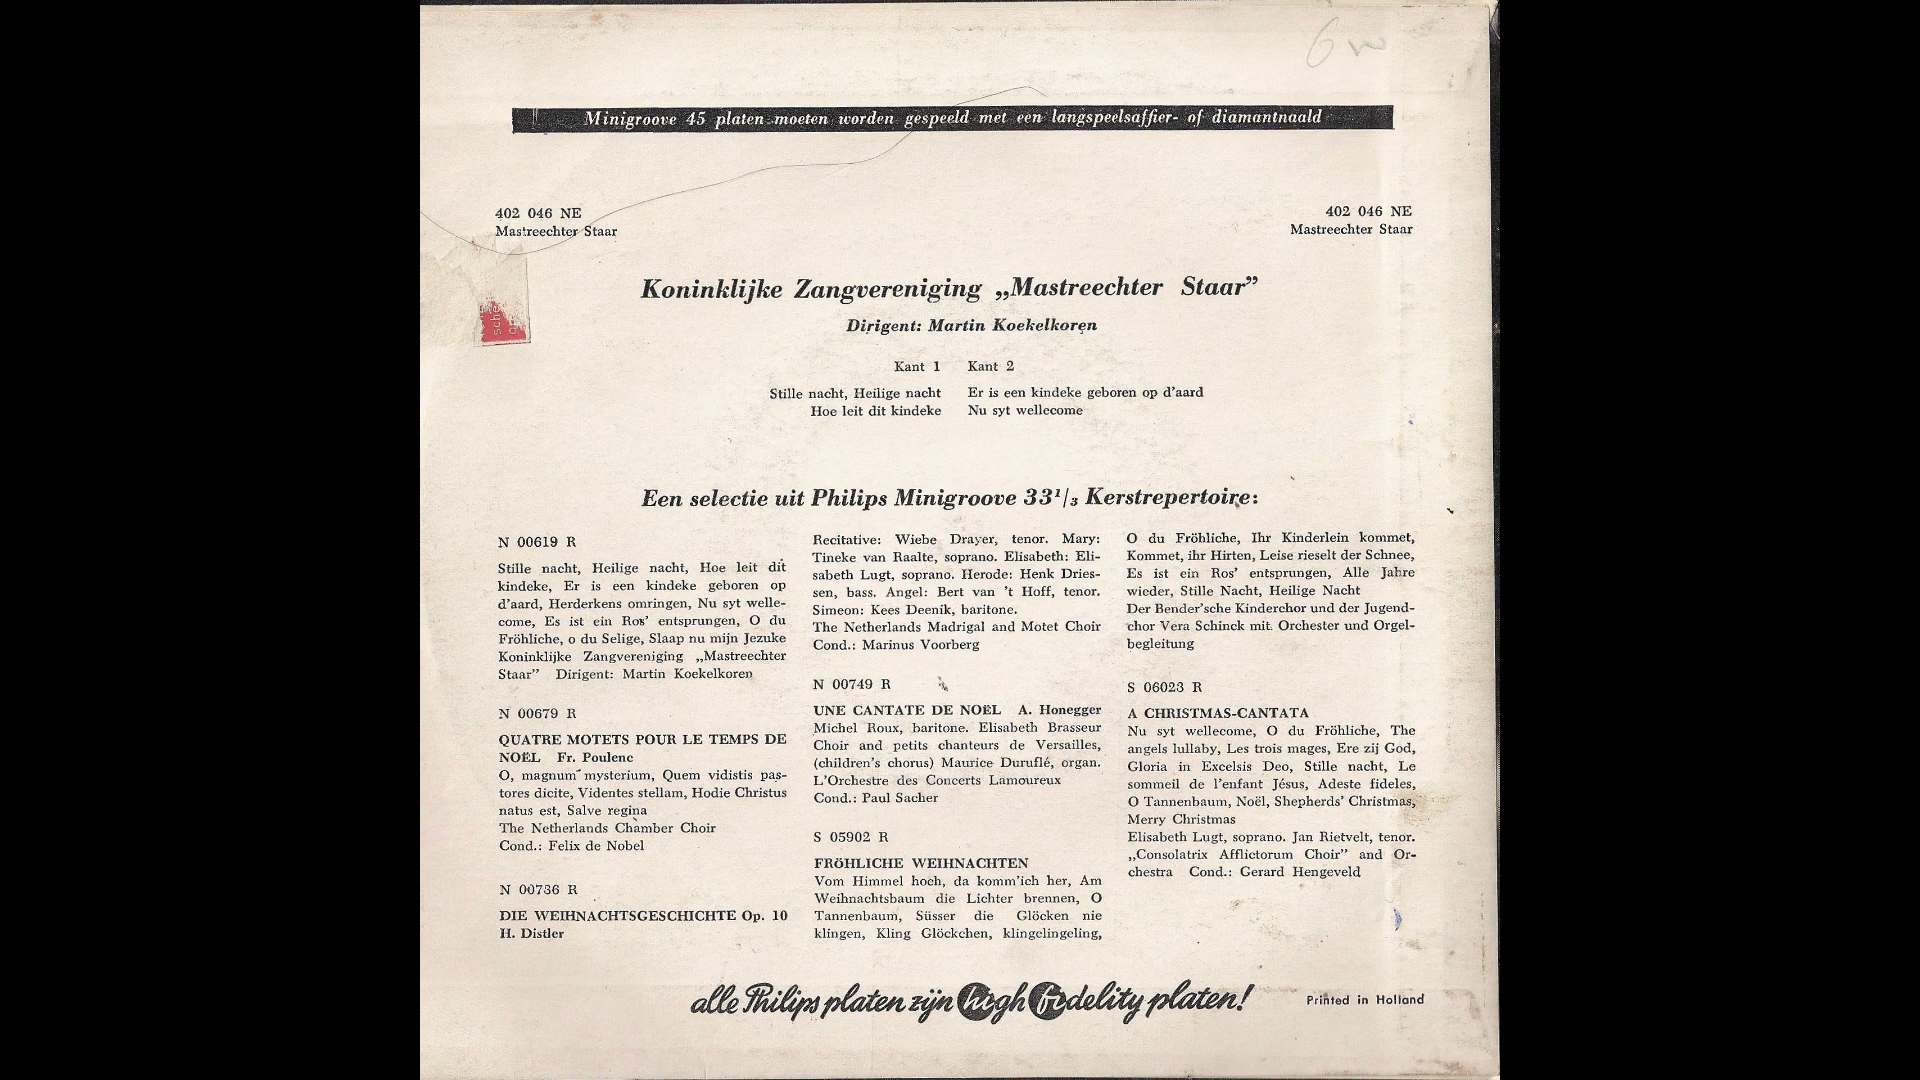 6
Minigroove 45 platen moeten worden gespeeld met een langspeelsaffier- of diamantnaald
402 046 NE
Mastreechter Staar
402 046 NE
Mastreechter Staar
Koninklijke Zangvereniging „Mastreechter Staar”
Dirigent: Martin Koekelkoren
Kant 1
Stille nacht, Heilige nacht
Hoe leit dit kindeke
Kant 2
Er is een kindeke geboren op d'aard
Nu syt wellecome
Een selectie uit Philips Minigroove 33¹/₃ Kerstrepertoire:
N 00619 R
Stille nacht, Heilige nacht, Hoe leit dit
kindeke, Er is een kindeke geboren op
d'aard, Herderkens omringen, Nu syt welle-
come, Es ist ein Ros' entsprungen, O du
Fröhliche, o du Selige, Slaap nu mijn Jezuke
Koninklijke Zangvereniging „Mastreechter
Staar” Dirigent: Martin Koekelkoren
N 00679 R
QUATRE MOTETS POUR LE TEMPS DE
NOËL Fr. Poulenc
O, magnum mysterium, Quem vidistis pas-
tores dicite, Videntes stellam, Hodie Christus
natus est, Salve regina
The Netherlands Chamber Choir
Cond.: Felix de Nobel
N 00736 R
DIE WEIHNACHTSGESCHICHTE Op. 10
H. Distler
Recitative: Wiebe Drayer, tenor. Mary:
Tineke van Raalte, soprano. Elisabeth: Eli-
sabeth Lugt, soprano. Herode: Henk Dries-
sen, bass. Angel: Bert van 't Hoff, tenor.
Simeon: Kees Deenik, baritone.
The Netherlands Madrigal and Motet Choir
Cond.: Marinus Voorberg
N 00749 R
UNE CANTATE DE NOËL A. Honegger
Michel Roux, baritone. Elisabeth Brasseur
Choir and petits chanteurs de Versailles,
(children's chorus) Maurice Duruflé, organ.
L'Orchestre des Concerts Lamoureux
Cond.: Paul Sacher
S 05902 R
FRÖHLICHE WEIHNACHTEN
Vom Himmel hoch, da komm'ich her, Am
Weihnachtsbaum die Lichter brennen, O
Tannenbaum, Süsser die Glöcken nie
klingen, Kling Glöckchen, klingelingeling,
O du Fröhliche, Ihr Kinderlein kommet,
Kommet, ihr Hirten, Leise rieselt der Schnee,
Es ist ein Ros' entsprungen, Alle Jahre
wieder, Stille Nacht, Heilige Nacht
Der Bender'sche Kinderchor und der Jugend-
chor Vera Schinck mit Orchester und Orgel-
begleitung
S 06023 R
A CHRISTMAS-CANTATA
Nu syt wellecome, O du Fröhliche, The
angels lullaby, Les trois mages, Ere zij God,
Gloria in Excelsis Deo, Stille nacht, Le
sommeil de l'enfant Jésus, Adeste fideles,
O Tannenbaum, Noël, Shepherds' Christmas,
Merry Christmas
Elisabeth Lugt, soprano. Jan Rietvelt, tenor.
„Consolatrix Afflictorum Choir” and Or-
chestra Cond.: Gerard Hengeveld
alle Philips platen zijn high fidelity platen!
Printed in Holland